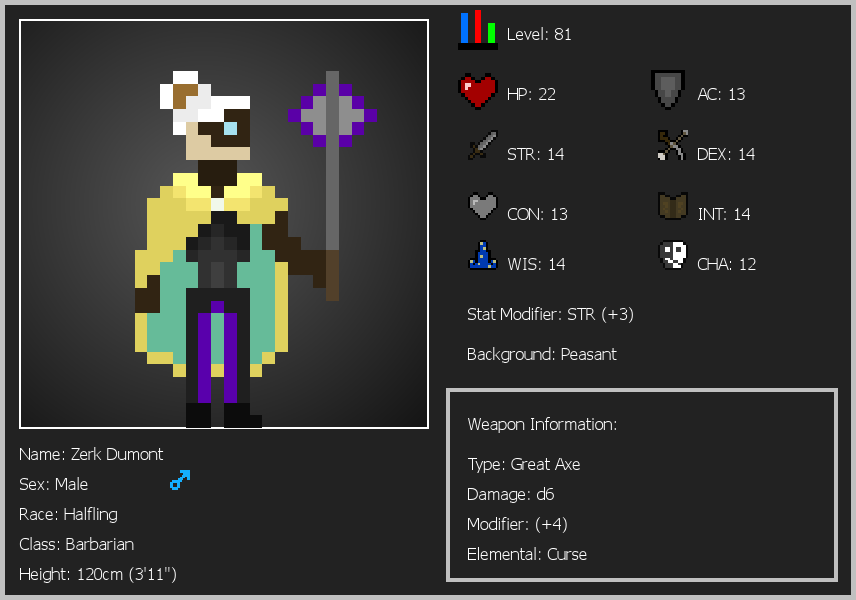 Level: 81
HP: 22
AC: 13
STR: 14
DEX: 14
CON: 13
INT: 14
WIS: 14
CHA: 12
Stat Modifier: STR (+3)
Background: Peasant
Weapon Information:
Type: Great Axe
Damage: d6
Modifier: (+4)
Elemental: Curse
Name: Zerk Dumont
Sex: Male
Race: Halfling
Class: Barbarian
Height: 120cm (3'11")